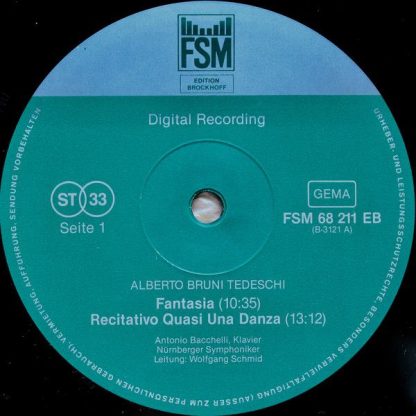 FSM
EDITION
BROCKHOFF
Digital Recording
ST 33
Seite 1
GEMA
FSM 68 211 EB
(B-3121 A)
ALBERTO BRUNI TEDESCHI
Fantasia (10:35)
Recitativo Quasi Una Danza (13:12)
Antonio Bacchelli, Klavier
Nürnberger Symphoniker
Leitung: Wolfgang Schmid
URHEBER- UND LEISTUNGSSCHUTZRECHTE BESONDERS VERVIELFÄLTIGUNG (AUSSER ZUM PERSÖNLICHEN GEBRAUCH), VERMIETUNG, AUFFÜHRUNG, SENDUNG VORBEHALTEN